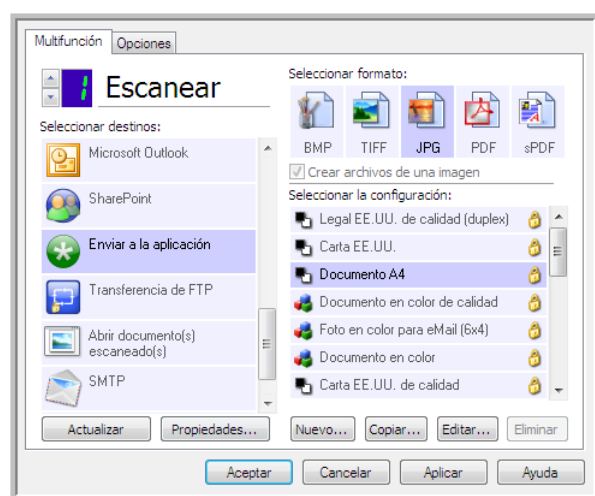 Multifunción
Opciones
1
Escanear
Seleccionar destinos:
Microsoft Outlook
SharePoint
Enviar a la aplicación
Transferencia de FTP
Abrir documento(s)
escaneado(s)
SMTP
Actualizar
Propiedades...
Seleccionar formato:
BMP TIFF JPG PDF sPDF
Crear archivos de una imagen
Seleccionar la configuración:
Legal EE.UU. de calidad (duplex)
Carta EE.UU.
Documento A4
Documento en color de calidad
Foto en color para eMail (6x4)
Documento en color
Carta EE.UU. de calidad
Nuevo... Copiar... Editar... Eliminar
Aceptar Cancelar Aplicar Ayuda